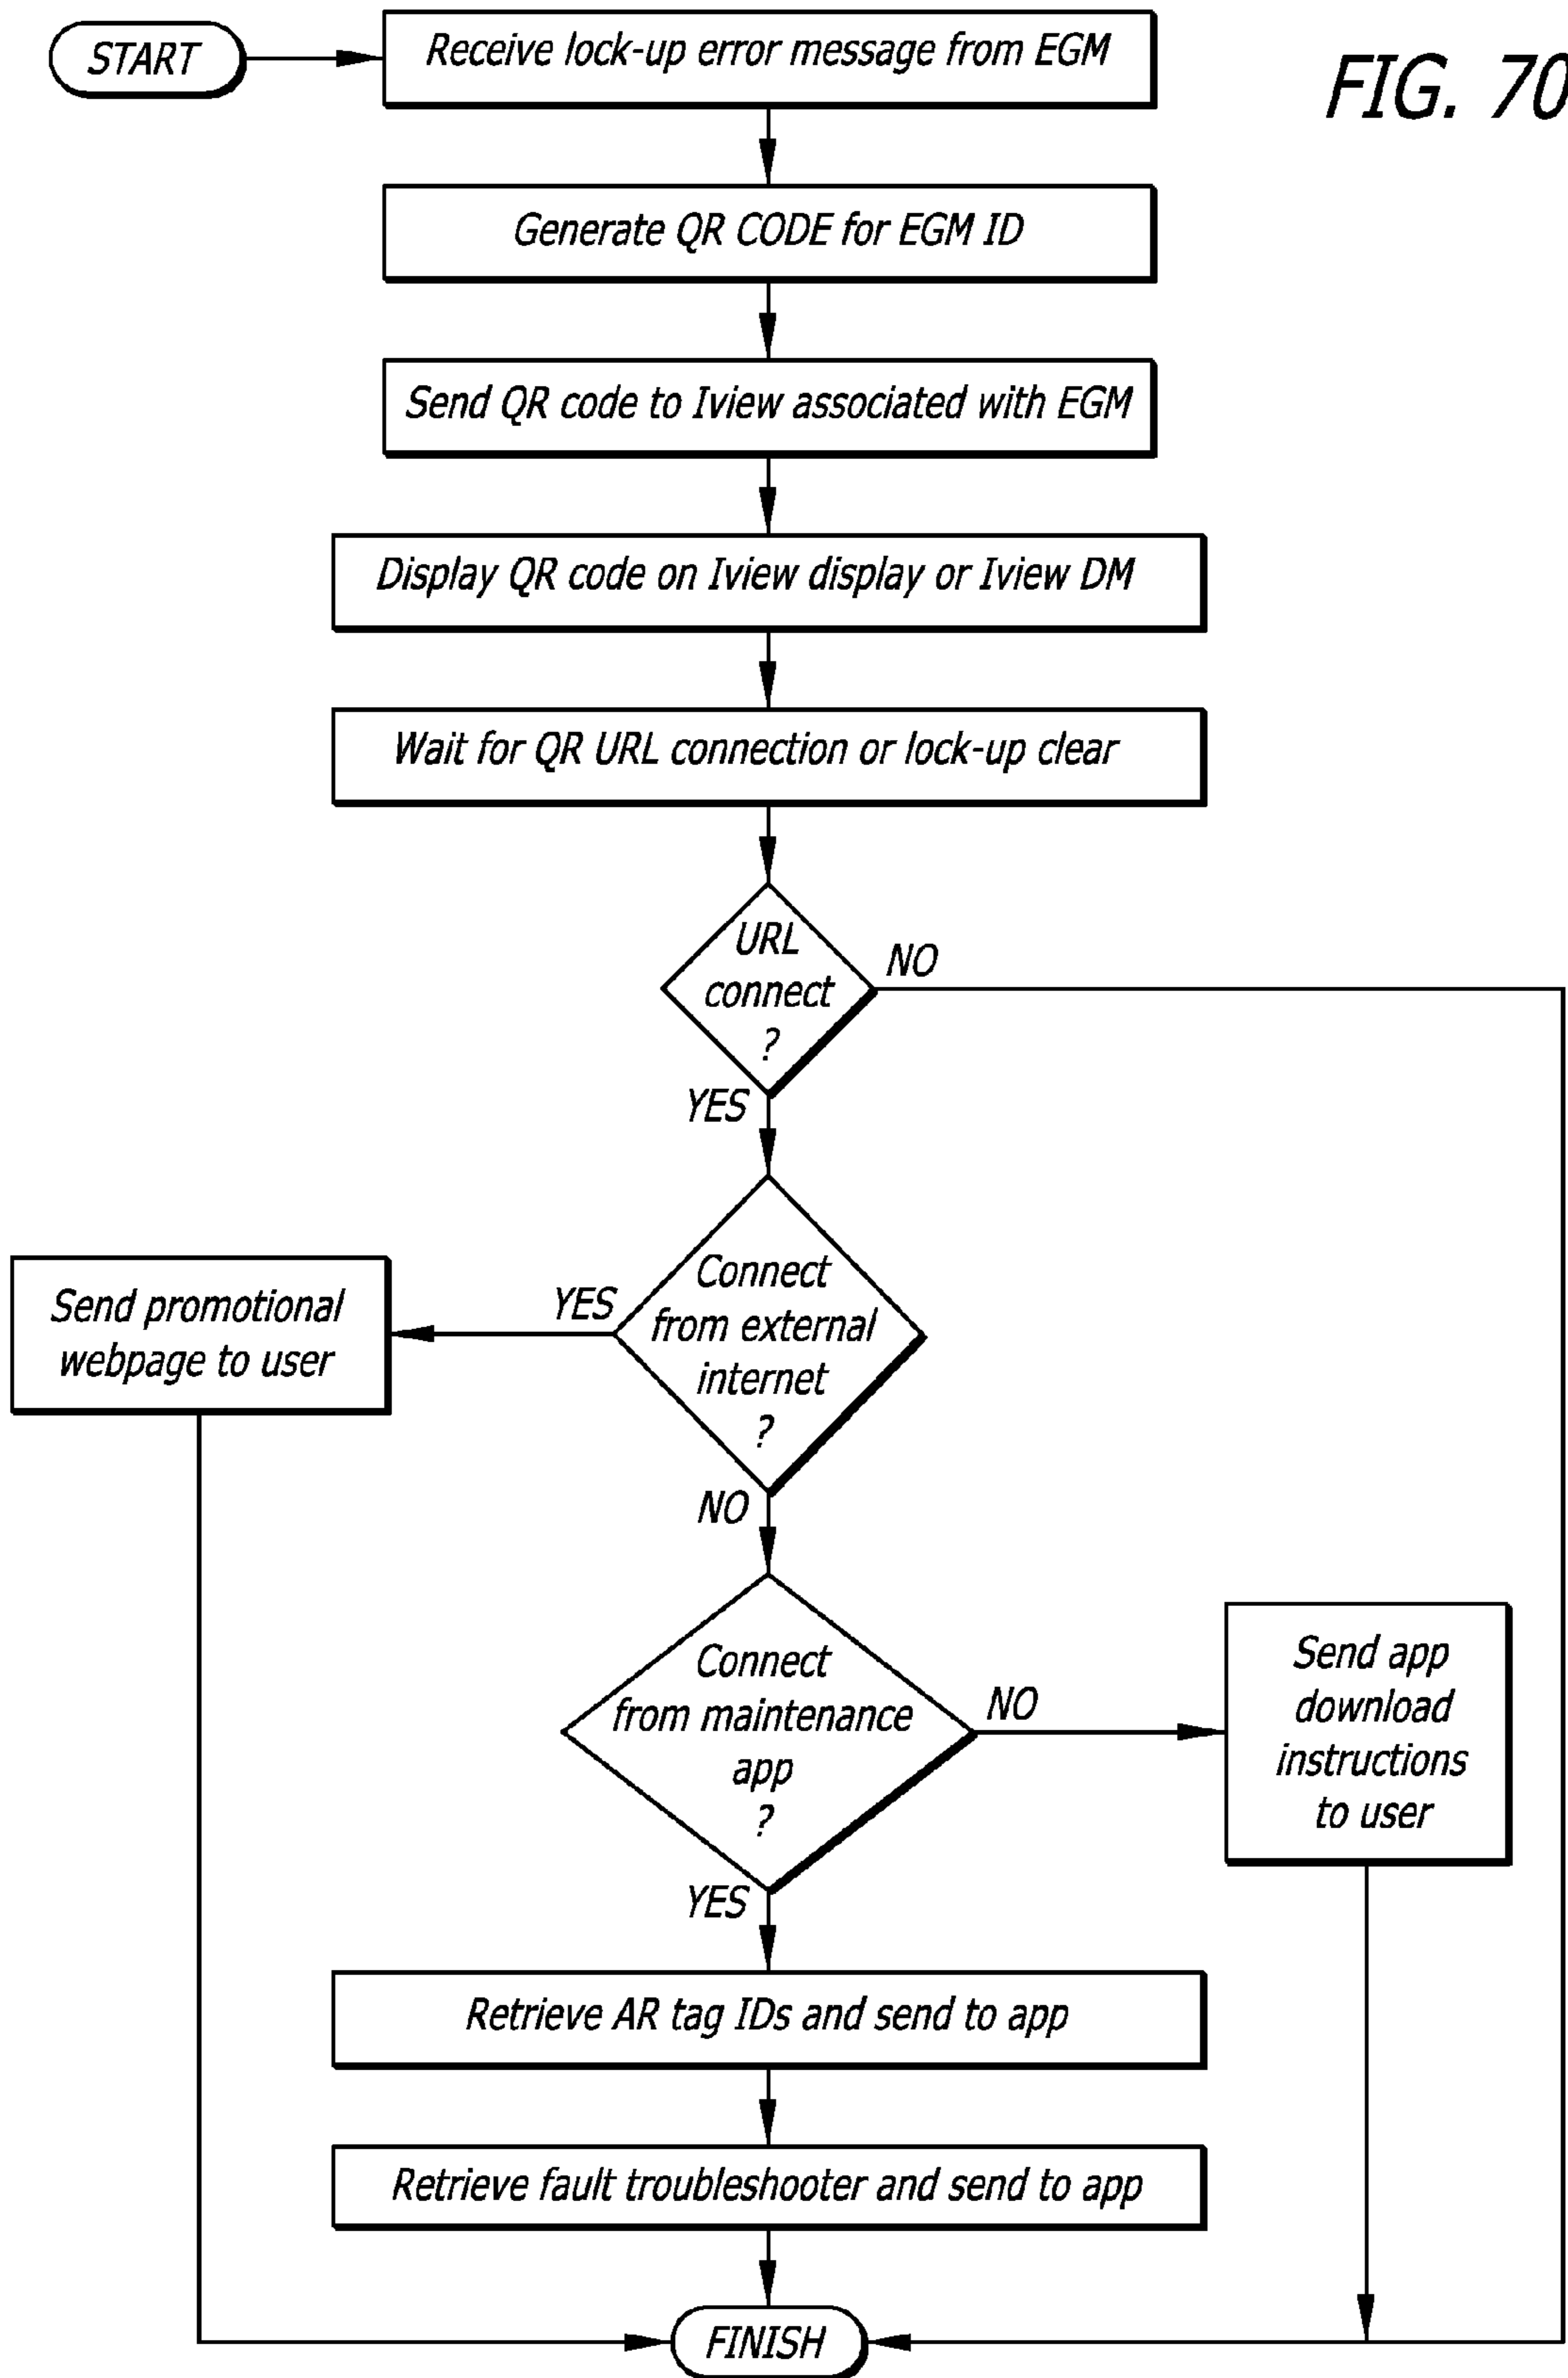 START
Receive lock-up error message from EGM
FIG. 70
Generate QR CODE for EGM ID
Send QR code to Iview associated with EGM
Display QR code on Iview display or Iview DM
Wait for QR URL connection or lock-up clear
URL
connect
?
NO
YES
Connect
from external
internet
?
YES
Send promotional
webpage to user
NO
Connect
from maintenance
app
?
NO
Send app
download
instructions
to user
YES
Retrieve AR tag IDs and send to app
Retrieve fault troubleshooter and send to app
FINISH